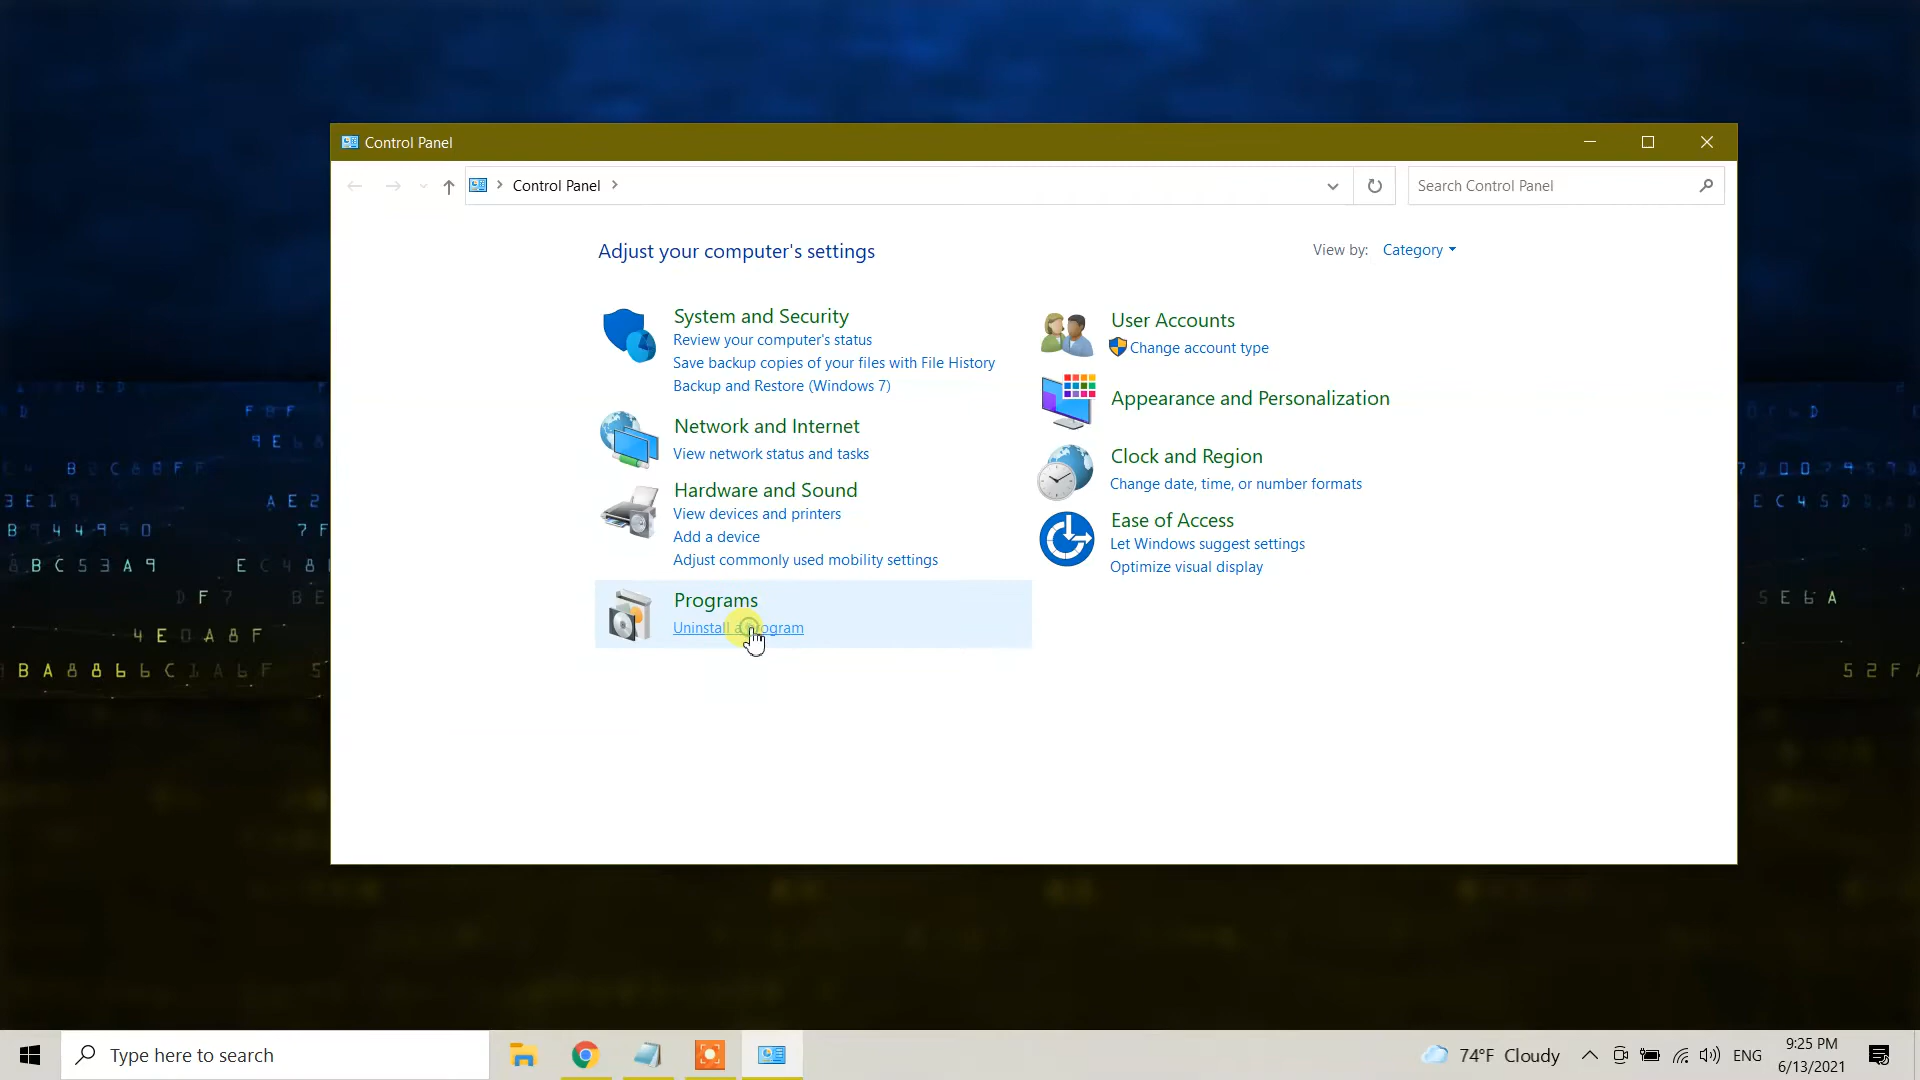 Control Panel
Control Panel
Search Control Panel
Adjust your computer's settings
View by: Category
System and Security
Review your computer's status
Save backup copies of your files with File History
Backup and Restore (Windows 7)
Network and Internet
View network status and tasks
Hardware and Sound
View devices and printers
Add a device
Adjust commonly used mobility settings
Programs
Uninstall a program
User Accounts
Change account type
Appearance and Personalization
Clock and Region
Change date, time, or number formats
Ease of Access
Let Windows suggest settings
Optimize visual display
Type here to search
74°F Cloudy
ENG
9:25 PM
6/13/2021